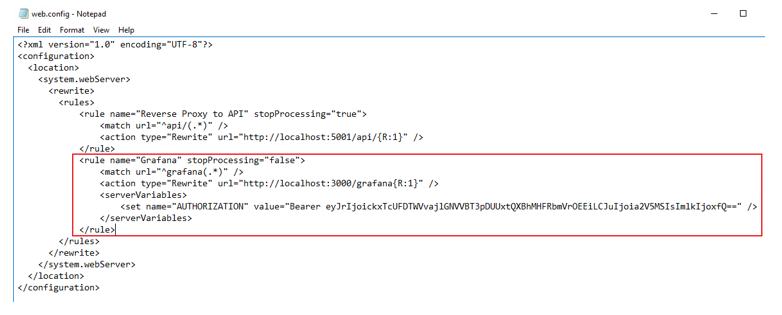 web.config - Notepad
File Edit Format View Help
<?xml version="1.0" encoding="UTF-8"?>
<configuration>
<location>
<system.webServer>
<rewrite>
<rules>
<rule name="Reverse Proxy to API" stopProcessing="true">
<match url="^api/(.*)" />
<action type="Rewrite" url="http://localhost:5001/api/{R:1}" />
</rule>
<rule name="Grafana" stopProcessing="false">
<match url="^grafana(.*)" />
<action type="Rewrite" url="http://localhost:3000/grafana{R:1}" />
<serverVariables>
<set name="AUTHORIZATION" value="Bearer />
</serverVariables>
</rule>
</rules>
</rewrite>
</system.webServer>
</location>
</configuration>